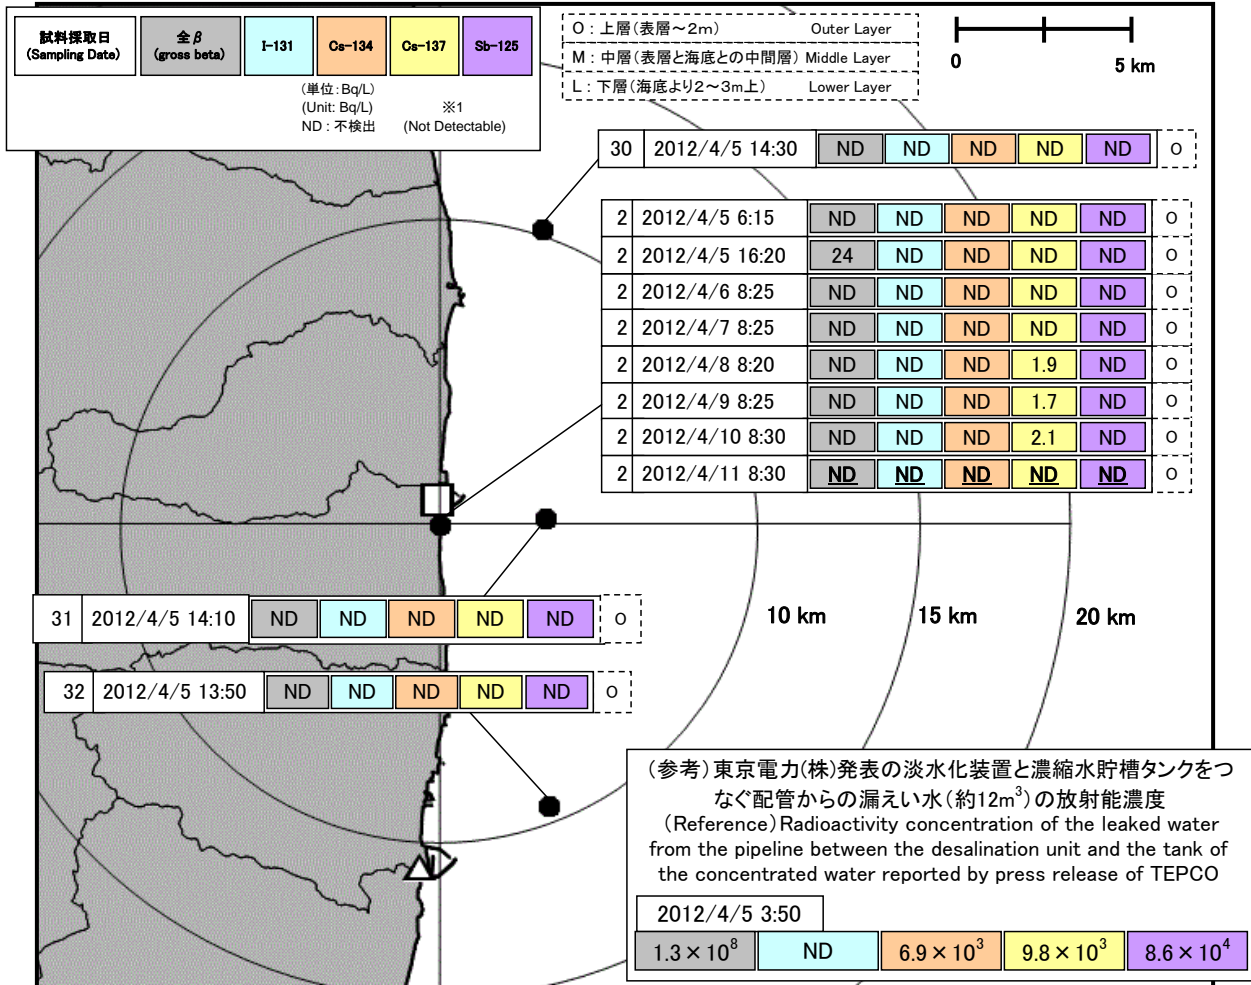 試料採取日
(Sampling Date)
全β
(gross beta)
I-131
Cs-134
Cs-137
Sb-125
(単位:Bq/L)
(Unit: Bq/L)
ND : 不検出
※1
(Not Detectable)
O : 上層(表層～2m) Outer Layer
M : 中層(表層と海底との中間層) Middle Layer
L : 下層(海底より2～3m上) Lower Layer
0 5 km
30 2012/4/5 14:30 ND ND ND ND ND O
2 2012/4/5 6:15 ND ND ND ND ND O
2 2012/4/5 16:20 24 ND ND ND ND O
2 2012/4/6 8:25 ND ND ND ND ND O
2 2012/4/7 8:25 ND ND ND ND ND O
2 2012/4/8 8:20 ND ND ND 1.9 ND O
2 2012/4/9 8:25 ND ND ND 1.7 ND O
2 2012/4/10 8:30 ND ND ND 2.1 ND O
2 2012/4/11 8:30 ND ND ND ND ND O
31 2012/4/5 14:10 ND ND ND ND ND O
10 km 15 km 20 km
32 2012/4/5 13:50 ND ND ND ND ND O
(参考)東京電力(株)発表の淡水化装置と濃縮水貯槽タンクをつ
なぐ配管からの漏えい水(約12m³)の放射能濃度
(Reference)Radioactivity concentration of the leaked water
from the pipeline between the desalination unit and the tank of
the concentrated water reported by press release of TEPCO
2012/4/5 3:50
1.3×10⁸ ND 6.9×10³ 9.8×10³ 8.6×10⁴